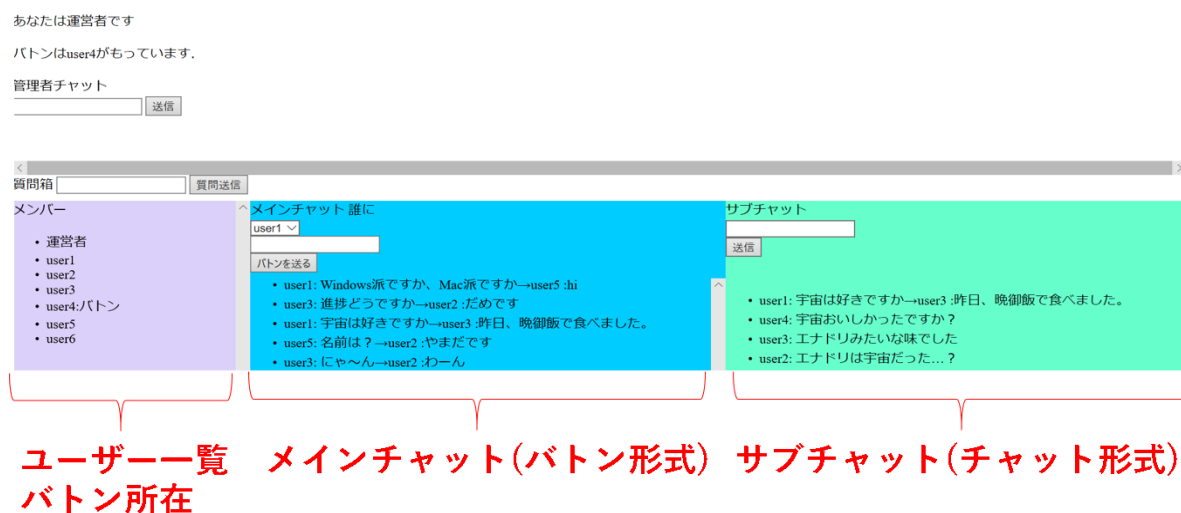 あなたは運営者です
バトンはuser4がもっています.
管理者チャット
送信
質問箱 質問送信
メンバー
• 運営者
• user1
• user2
• user3
• user4:バトン
• user5
• user6
メインチャット 誰に
user1
バトンを送る
• user1: Windows派ですか、Mac派ですか→user5 :hi
• user3: 進捗どうですか→user2 :だめです
• user1: 宇宙は好きですか→user3 :昨日、晩御飯で食べました。
• user5: 名前は？→user2 :やまだです
• user3: にゃ〜ん→user2 :わーん
サブチャット
送信
• user1: 宇宙は好きですか→user3 :昨日、晩御飯で食べました。
• user4: 宇宙おいしかったですか？
• user3: エナドリみたいな味でした
• user2: エナドリは宇宙だった…？
ユーザー一覧
バトン所在
メインチャット(バトン形式)
サブチャット(チャット形式)